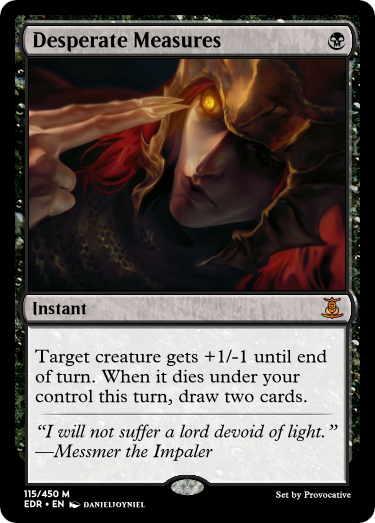 Desperate Measures
Instant
Target creature gets +1/-1 until end
of turn. When it dies under your
control this turn, draw two cards.
“I will not suffer a lord devoid of light.”
—Messmer the Impaler
115/450 M
EDR • EN DANIELJOYNIEL
Set by Provocative